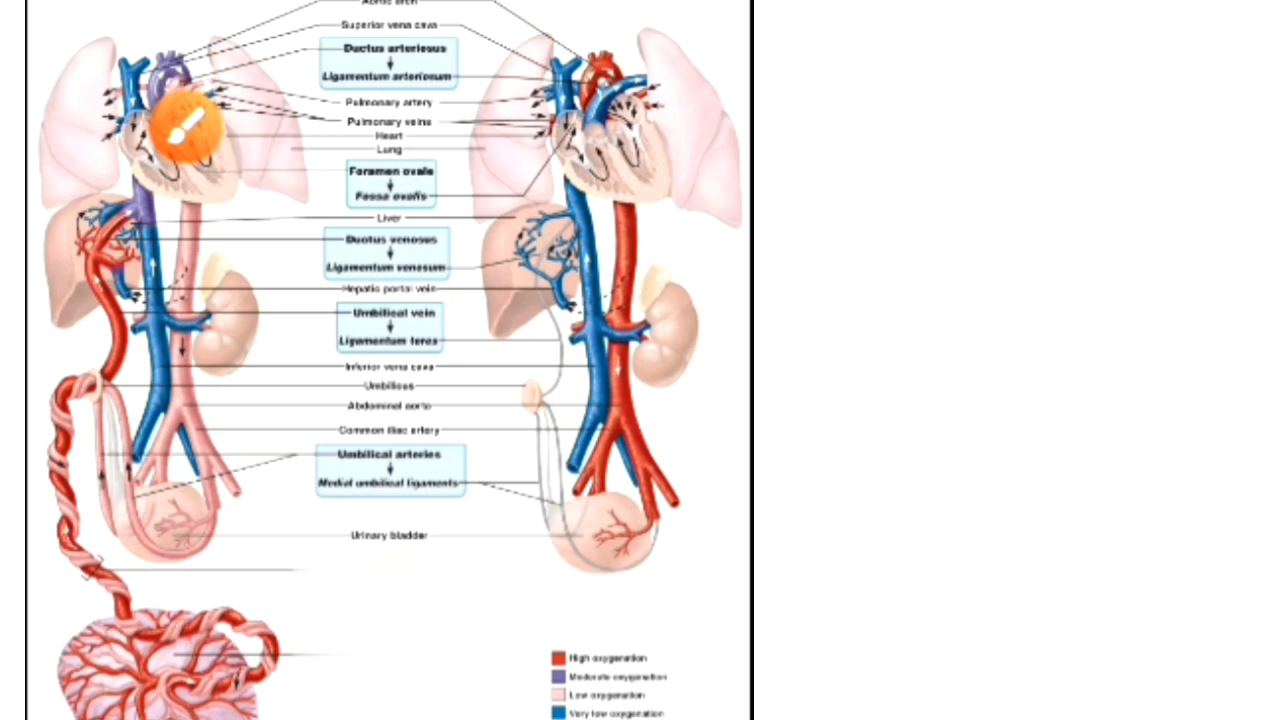 Aortic arch
Superior vena cava
Ductus arteriosus
Ligamentum arteriosum
Pulmonary artery
Pulmonary veins
Heart
Lung
Foramen ovale
Fossa ovalis
Liver
Ductus venosus
Ligamentum venosum
Hepatic portal vein
Umbilical vein
Ligamentum teres
Inferior vena cava
Umbilicus
Abdominal aorta
Common iliac artery
Umbilical arteries
Medial umbilical ligaments
Urinary bladder
High oxygenation
Moderate oxygenation
Low oxygenation
Very low oxygenation